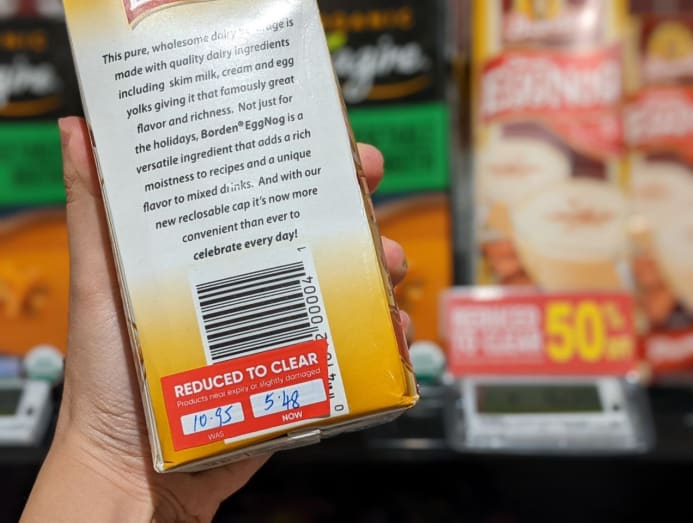 This pure, wholesome dairy beverage is
made with quality dairy ingredients
including skim milk, cream and egg
yolks giving it that famously great
flavor and richness. Not just for
the holidays, Borden® EggNog is a
versatile ingredient that adds a rich
moistness to recipes and a unique
flavor to mixed drinks. And with our
new reclosable cap it's now more
convenient than ever to
celebrate every day!
REDUCED TO CLEAR
Products near expiry or slightly damaged
10.95 5.48
WAS NOW
EGGNOG
REDUCED
TO CLEAR 50%
OFF